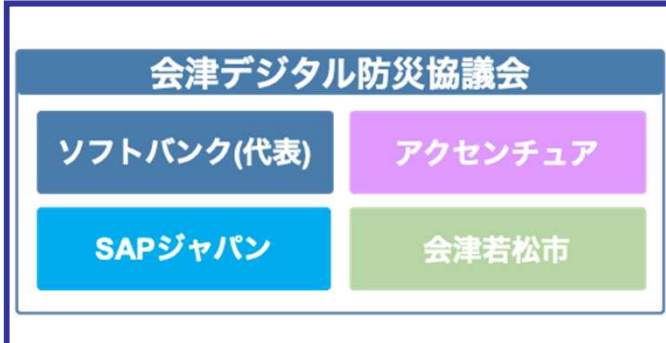 会津デジタル防災協議会
ソフトバンク(代表)
アクセンチュア
SAPジャパン
会津若松市